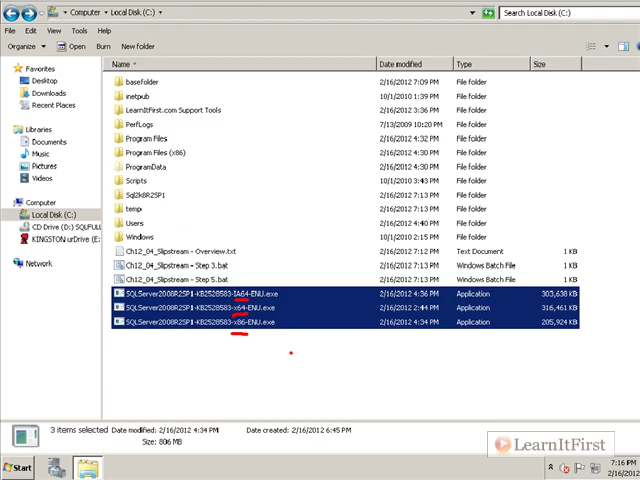 Computer ▸ Local Disk (C:) ▸
Search Local Disk (C:)
File Edit View Tools Help
Organize Open Burn New folder
Name Date modified Type Size
Favorites
Desktop
Downloads
Recent Places
Libraries
Documents
Music
Pictures
Videos
Computer
Local Disk (C:)
CD Drive (D:) SQLFULL
KINGSTON urDrive (E:
Network
basefolder 2/16/2012 7:09 PM File folder
inetpub 10/1/2010 1:39 PM File folder
LearnItFirst.com Support Tools 2/16/2012 3:36 PM File folder
PerfLogs 7/13/2009 10:20 PM File folder
Program Files 2/16/2012 4:32 PM File folder
Program Files (x86) 2/16/2012 4:30 PM File folder
ProgramData 2/16/2012 4:30 PM File folder
Scripts 10/1/2010 3:43 PM File folder
Sql2k8R2SP1 2/16/2012 7:15 PM File folder
temp 2/16/2012 4:39 PM File folder
Users 2/16/2012 4:30 PM File folder
Windows 10/1/2010 2:15 PM File folder
Ch12_04_Slipstream - Overview.txt 2/16/2012 7:12 PM Text Document 1 KB
Ch12_04_Slipstream - Step 3.bat 2/16/2012 7:14 PM Windows Batch File 1 KB
Ch12_04_Slipstream - Step 5.bat 2/16/2012 7:14 PM Windows Batch File 1 KB
SQLServer2008R2SP1-KB2528583-IA64-ENU.exe 2/16/2012 4:36 PM Application 303,638 KB
SQLServer2008R2SP1-KB2528583-x64-ENU.exe 2/16/2012 2:44 PM Application 316,461 KB
SQLServer2008R2SP1-KB2528583-x86-ENU.exe 2/16/2012 4:34 PM Application 205,924 KB
3 items selected Date modified: 2/16/2012 4:34 PM Date created: 2/16/2012 6:45 PM
Size: 806 MB
LearnItFirst
Start
7:16 PM
2/16/2012